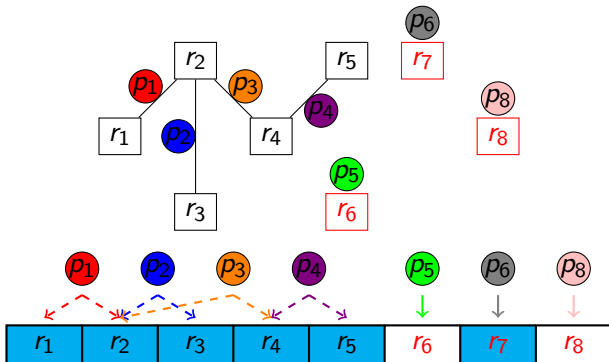 p6
r2 r5 r7
p1 p3 p8
p4
r1 p2 r4 r8
p5
r3 r6
p1 p2 p3 p4 p5 p6 p8
r1 r2 r3 r4 r5 r6 r7 r8